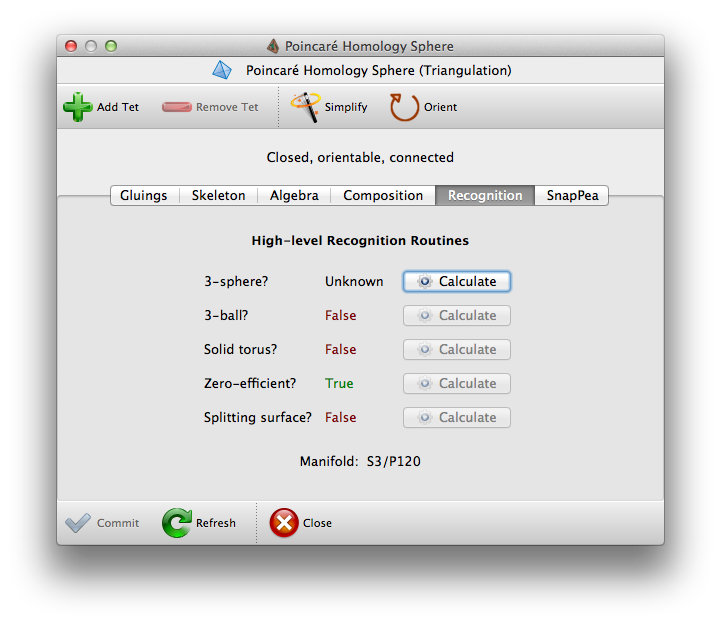 Poincaré Homology Sphere
Poincaré Homology Sphere (Triangulation)
Add Tet Remove Tet Simplify Orient
Closed, orientable, connected
Gluings Skeleton Algebra Composition Recognition SnapPea
High-level Recognition Routines
3-sphere? Unknown Calculate
3-ball? False Calculate
Solid torus? False Calculate
Zero-efficient? True Calculate
Splitting surface? False Calculate
Manifold: S3/P120
Commit Refresh Close